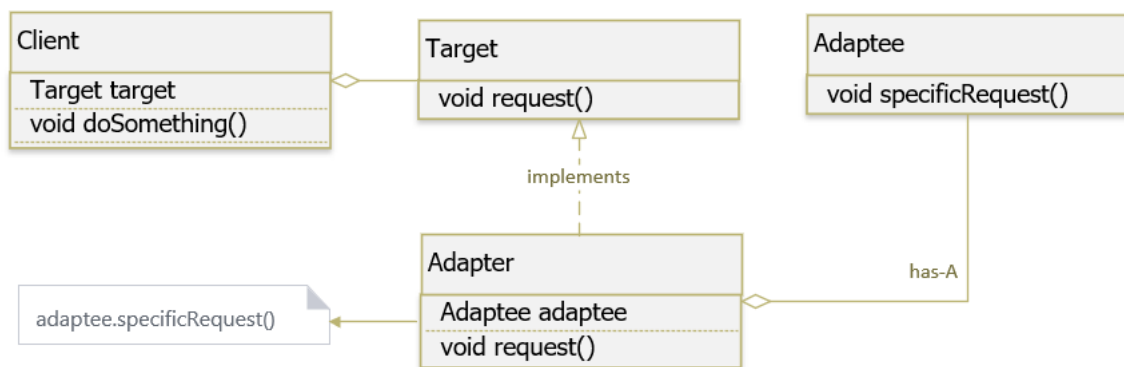 Client
Target target
void doSomething()
Target
void request()
Adaptee
void specificRequest()
implements
has-A
Adapter
Adaptee adaptee
void request()
adaptee.specificRequest()